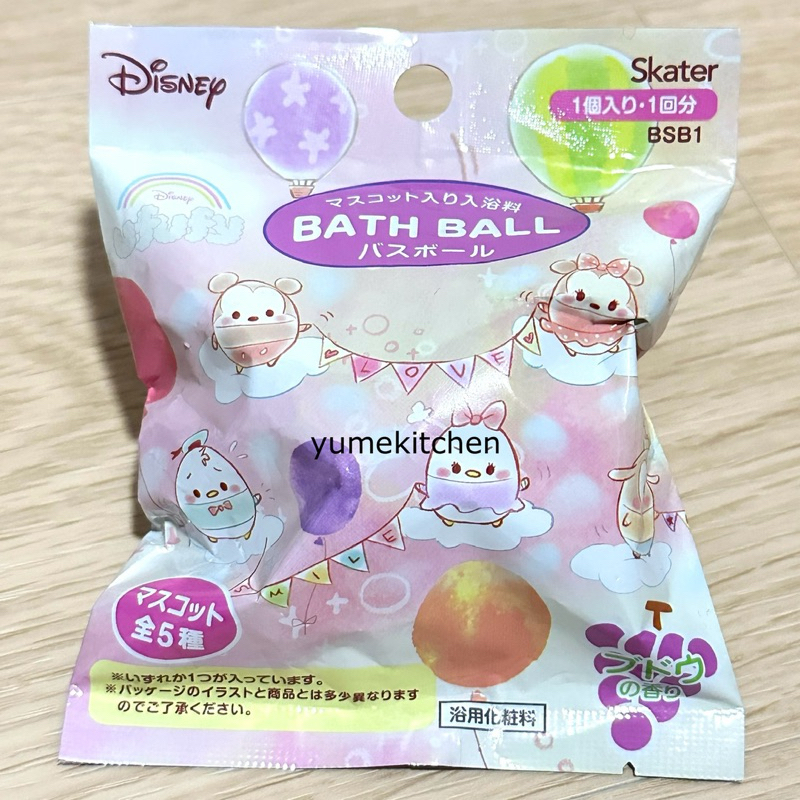 Disney
Skater
1個入り・1回分
BSB1
Disney
ufufy
マスコット入り入浴料
BATH BALL
バスボール
LOVE
yumekitchen
SMILE
マスコット
全5種
※いずれか1つが入っています。
※パッケージのイラストと商品とは多少異なります
のでご了承ください。
浴用化粧料
ブドウ
の香り